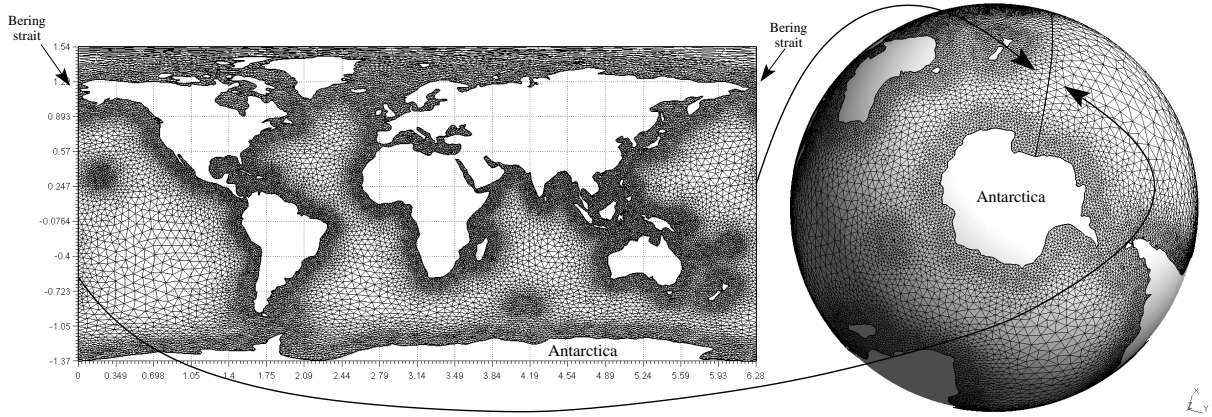 Bering
strait
1.54
0.893
0.57
0.247
-0.0764
-0.4
-0.723
-1.05
-1.37
0 0.349 0.698 1.05 1.4 1.75 2.09 2.44 2.79 3.14 3.49 3.84 4.19 4.54 4.89 5.24 5.59 5.93 6.28
Antarctica
Bering
strait
Antarctica
X
Z Y